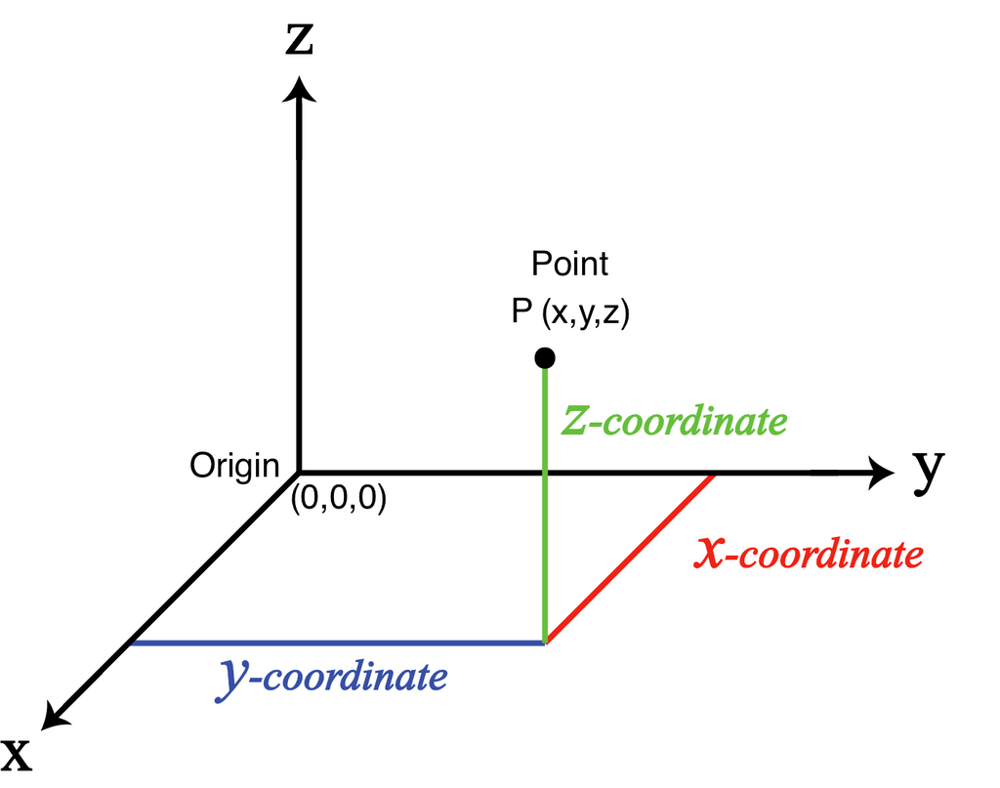 z
Point
P (x,y,z)
z-coordinate
Origin
y
(0,0,0)
x-coordinate
y-coordinate
x